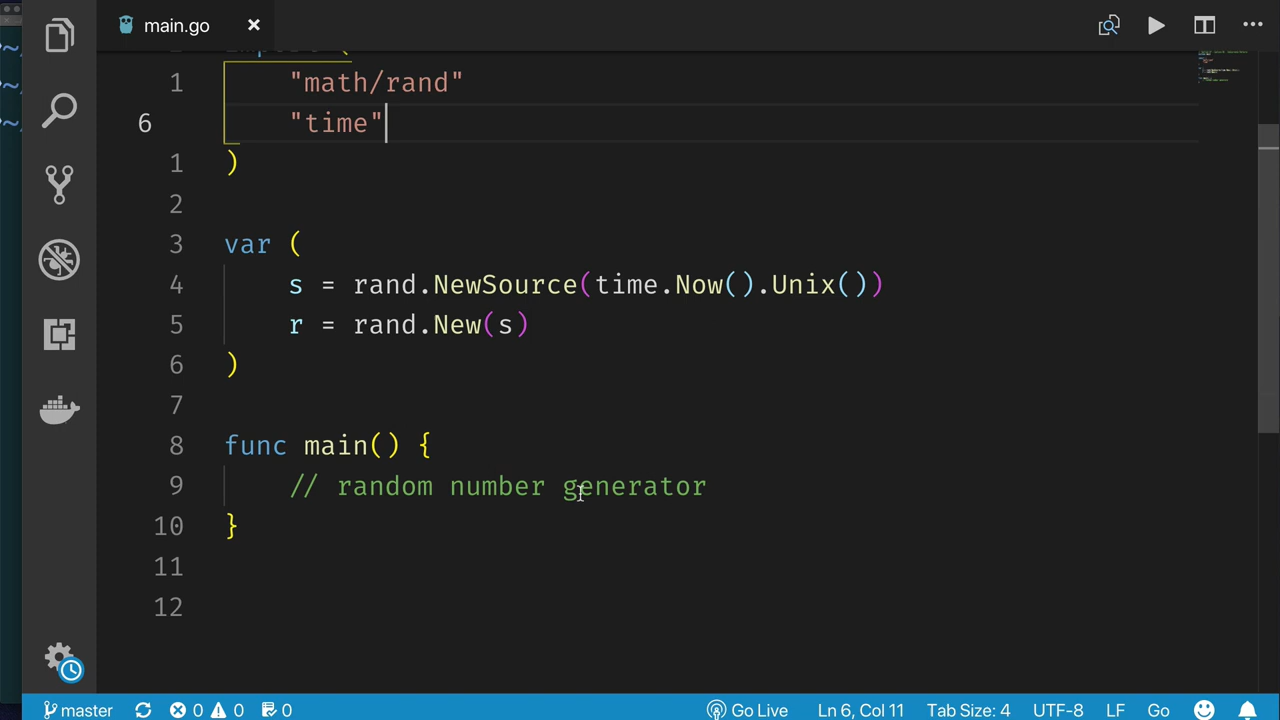 main.go
1 "math/rand"
6 "time"
1 )
2
3 var (
4 s = rand.NewSource(time.Now().Unix())
5 r = rand.New(s)
6 )
7
8 func main() {
9 // random number generator
10 }
11
12
master 0 0 0 Go Live Ln 6, Col 11 Tab Size: 4 UTF-8 LF Go